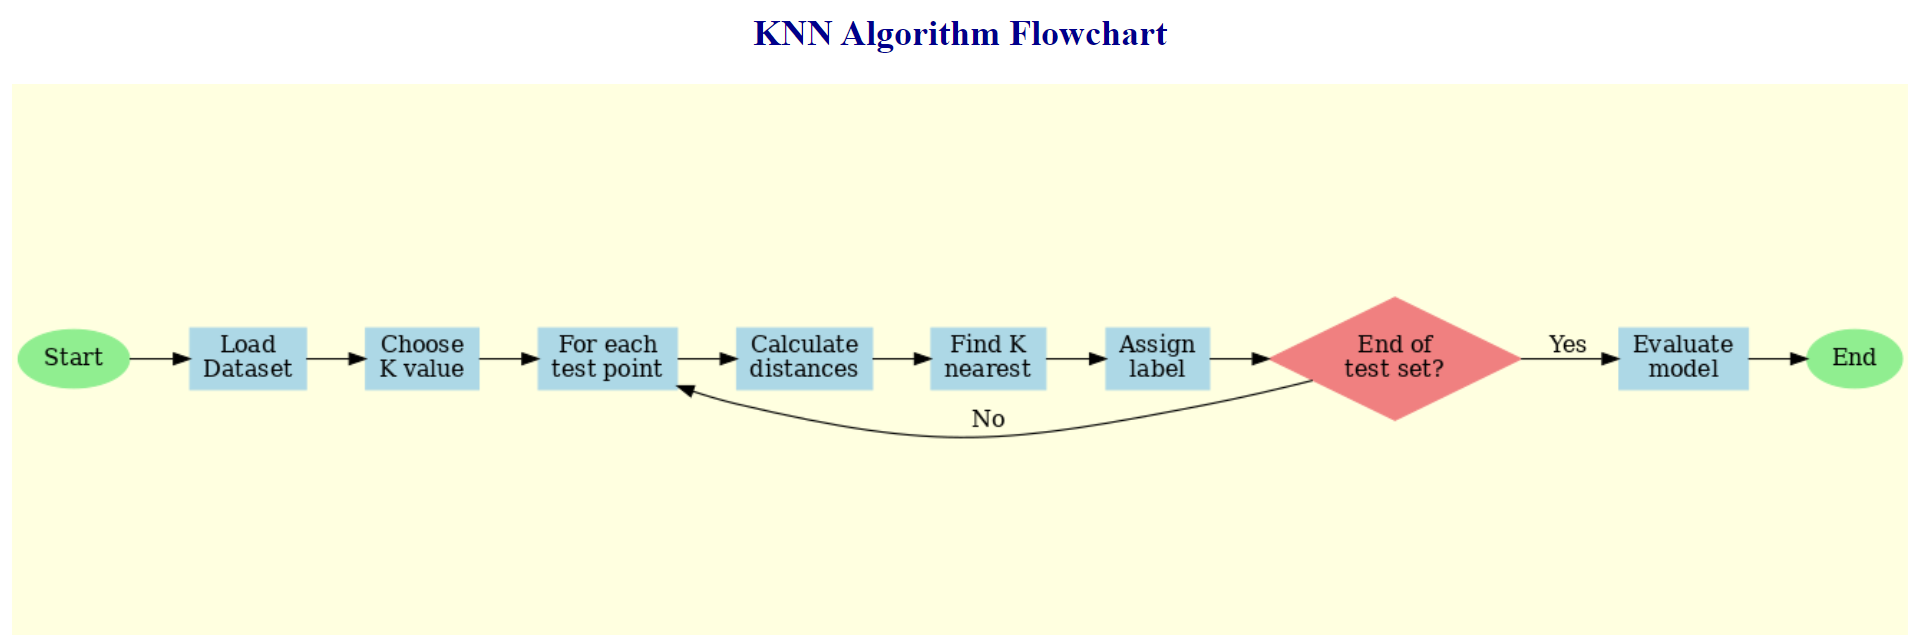 KNN Algorithm Flowchart
Start
Load
Dataset
Choose
K value
For each
test point
Calculate
distances
Find K
nearest
Assign
label
End of
test set?
Yes
Evaluate
model
End
No